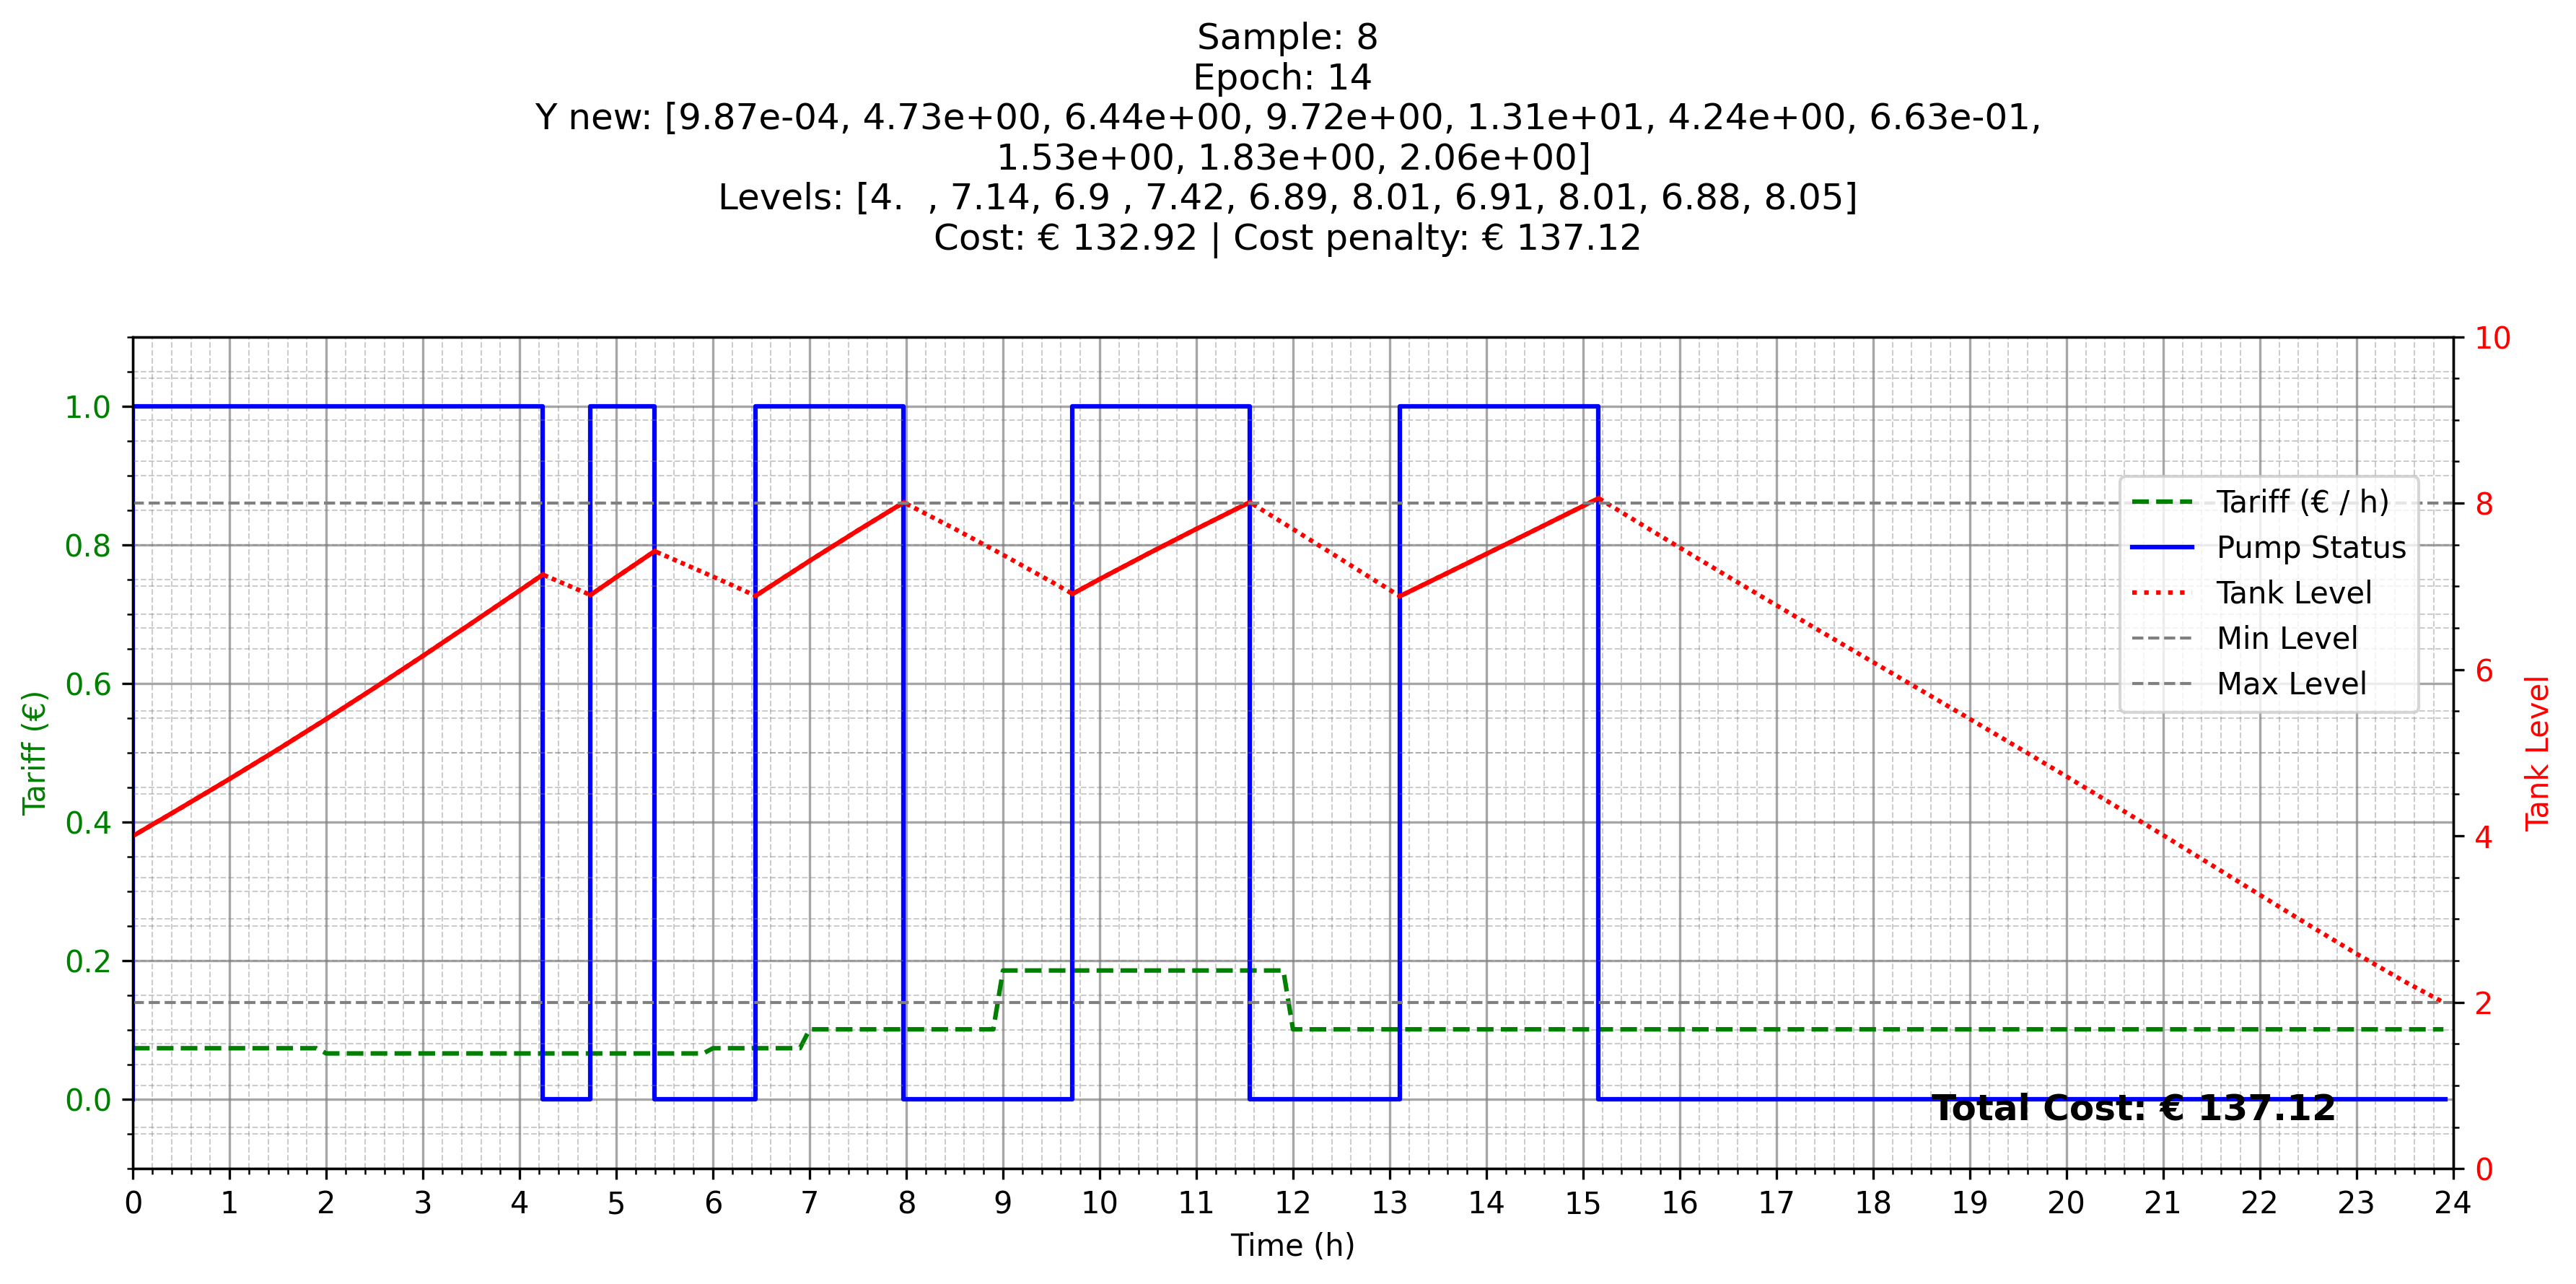 Sample: 8
Epoch: 14
Y new: [9.87e-04, 4.73e+00, 6.44e+00, 9.72e+00, 1.31e+01, 4.24e+00, 6.63e-01,
1.53e+00, 1.83e+00, 2.06e+00]
Levels: [4.  , 7.14, 6.9 , 7.42, 6.89, 8.01, 6.91, 8.01, 6.88, 8.05]
Cost: € 132.92 | Cost penalty: € 137.12
Tariff (€)
1.0
0.8
0.6
0.4
0.2
0.0
10
8
6
4
2
0
Tank Level
Tariff (€ / h)
Pump Status
Tank Level
Min Level
Max Level
Total Cost: € 137.12
0 1 2 3 4 5 6 7 8 9 10 11 12 13 14 15 16 17 18 19 20 21 22 23 24
Time (h)